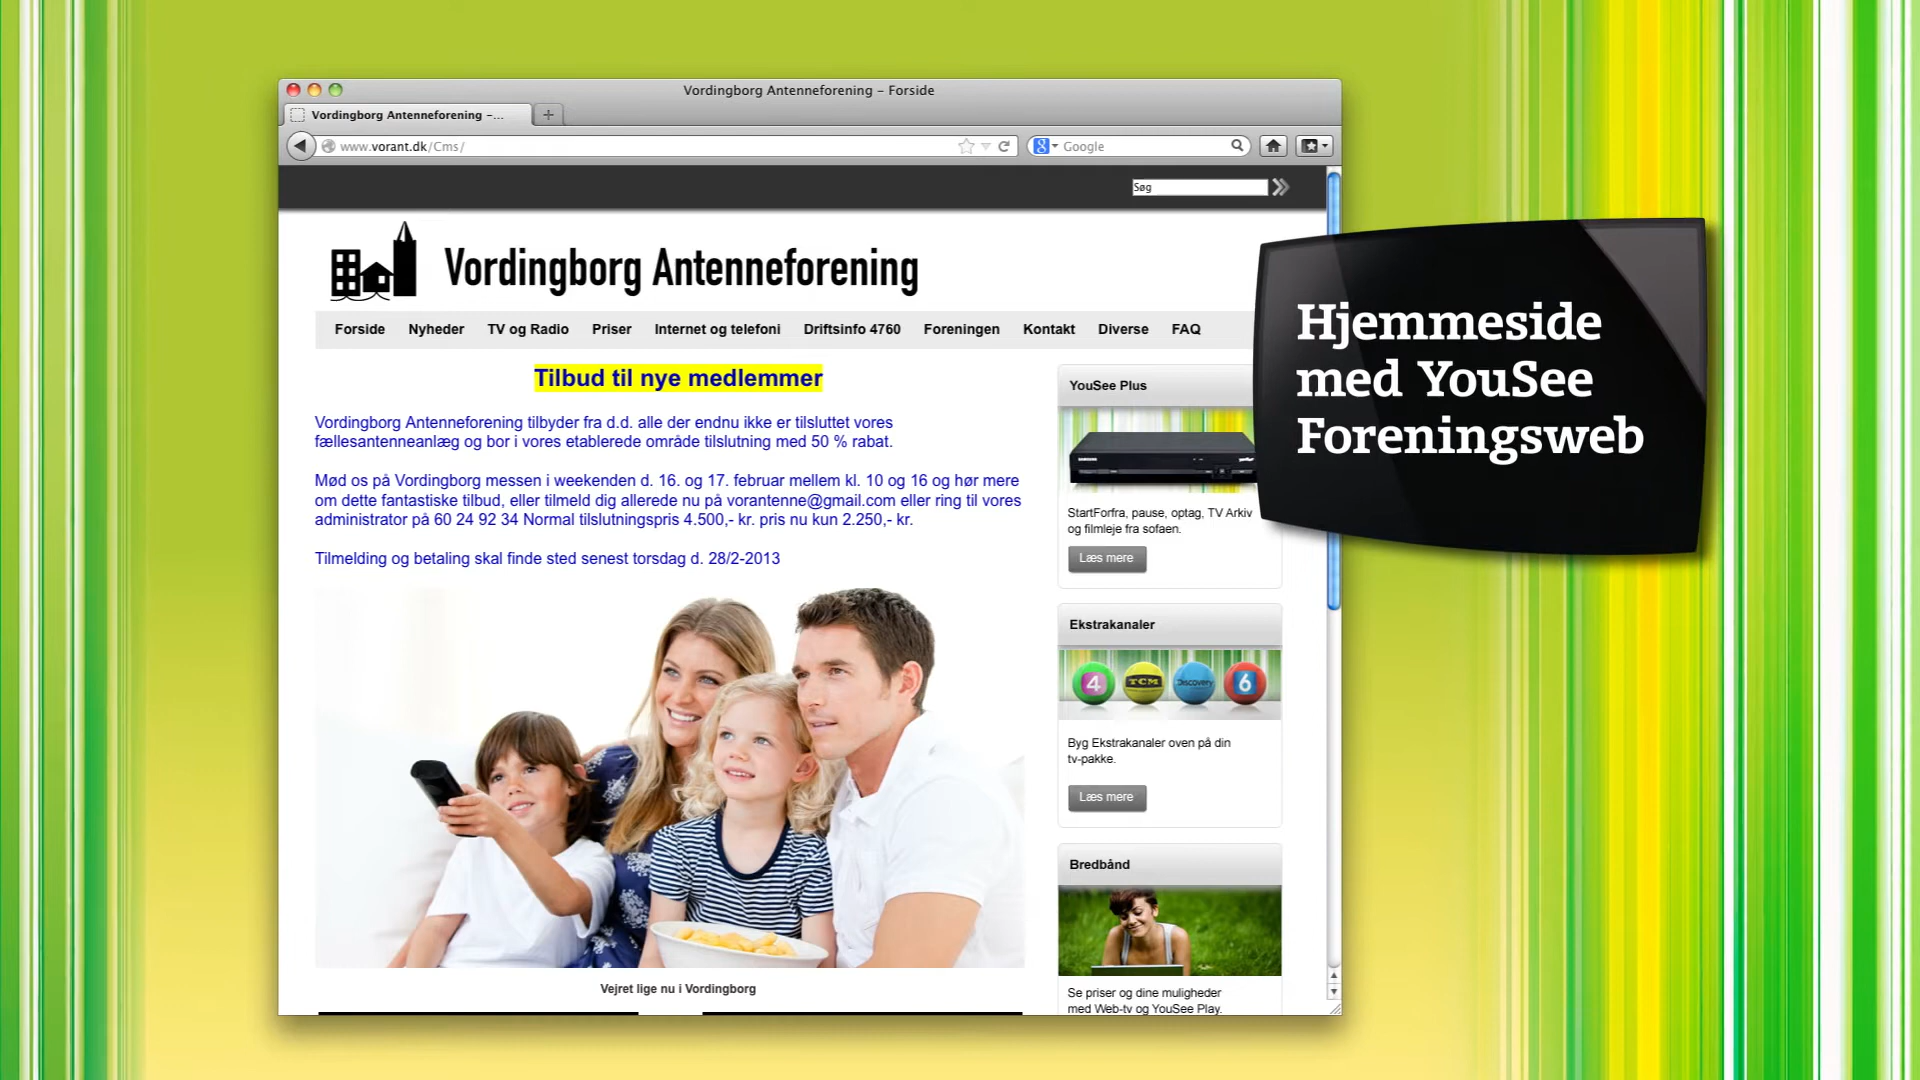 Vordingborg Antenneforening – Forside
Vordingborg Antenneforening –...
www.vorant.dk/Cms/
Google
Søg
Vordingborg Antenneforening
Forside Nyheder TV og Radio Priser Internet og telefoni Driftsinfo 4760 Foreningen Kontakt Diverse FAQ
Tilbud til nye medlemmer
Vordingborg Antenneforening tilbyder fra d.d. alle der endnu ikke er tilsluttet vores
fællesantenneanlæg og bor i vores etablerede område tilslutning med 50 % rabat.
Mød os på Vordingborg messen i weekenden d. 16. og 17. februar mellem kl. 10 og 16 og hør mere
om dette fantastiske tilbud, eller tilmeld dig allerede nu på vorantenne@gmail.com eller ring til vores
administrator på 60 24 92 34 Normal tilslutningspris 4.500,- kr. pris nu kun 2.250,- kr.
Tilmelding og betaling skal finde sted senest torsdag d. 28/2-2013
Vejret lige nu i Vordingborg
YouSee Plus
StartForfra, pause, optag, TV Arkiv
og filmleje fra sofaen.
Læs mere
Ekstrakanaler
4 TCM Discovery 6
Byg Ekstrakanaler oven på din
tv-pakke.
Læs mere
Bredbånd
Se priser og dine muligheder
med Web-tv og YouSee Play.
Hjemmeside
med YouSee
Foreningsweb